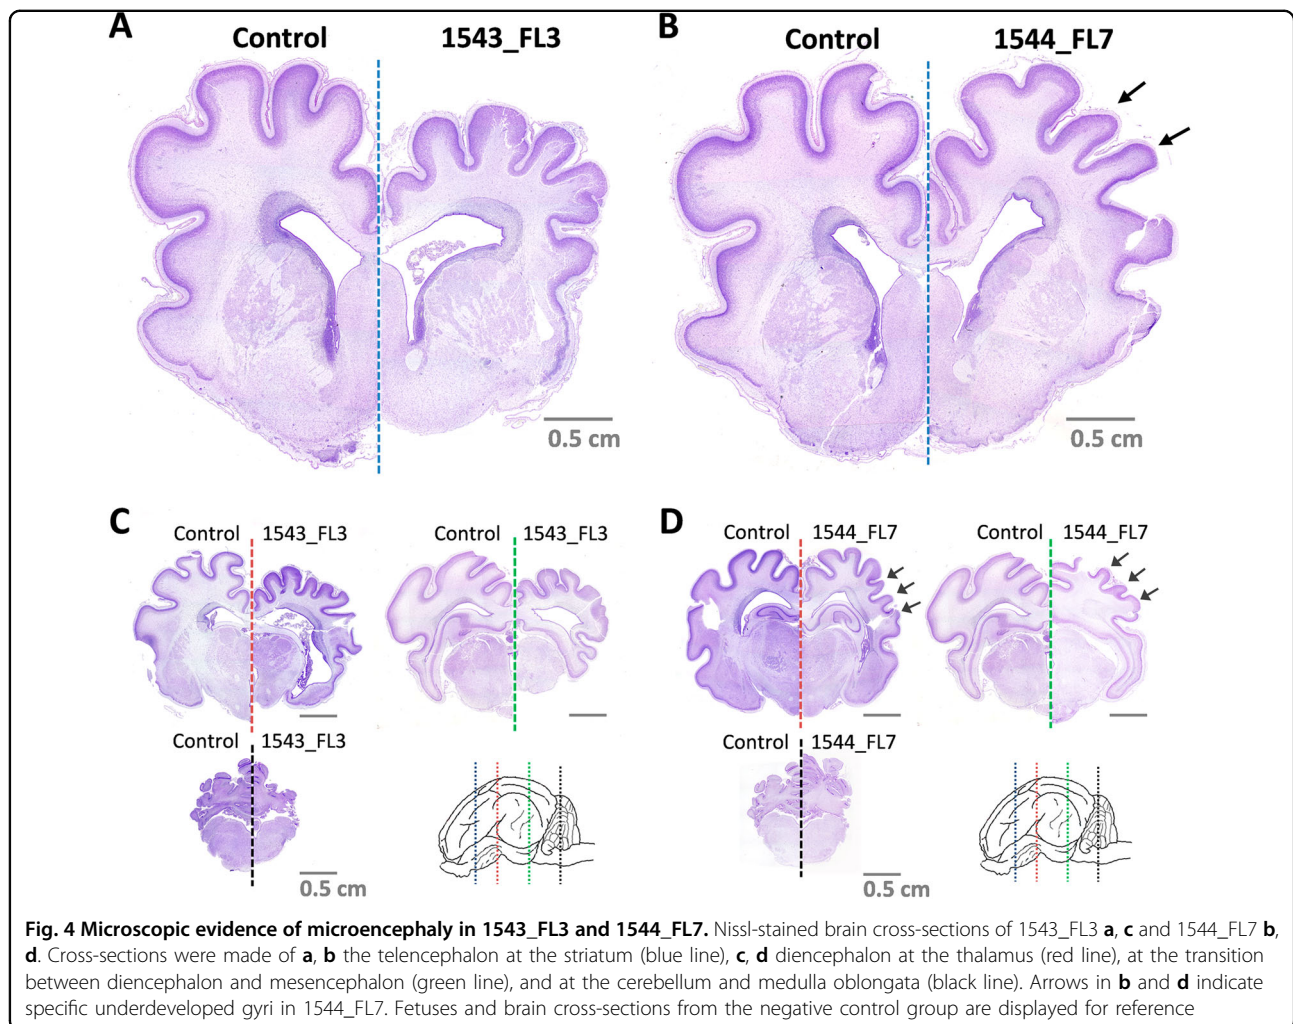 A
Control 1543_FL3
B
Control 1544_FL7
0.5 cm
0.5 cm
C
Control 1543_FL3
Control 1543_FL3
Control 1543_FL3
0.5 cm
D
Control 1544_FL7
Control 1544_FL7
Control 1544_FL7
0.5 cm
Fig. 4 Microscopic evidence of microencephaly in 1543_FL3 and 1544_FL7. Nissl-stained brain cross-sections of 1543_FL3 a, c and 1544_FL7 b,
d. Cross-sections were made of a, b the telencephalon at the striatum (blue line), c, d diencephalon at the thalamus (red line), at the transition
between diencephalon and mesencephalon (green line), and at the cerebellum and medulla oblongata (black line). Arrows in b and d indicate
specific underdeveloped gyri in 1544_FL7. Fetuses and brain cross-sections from the negative control group are displayed for reference